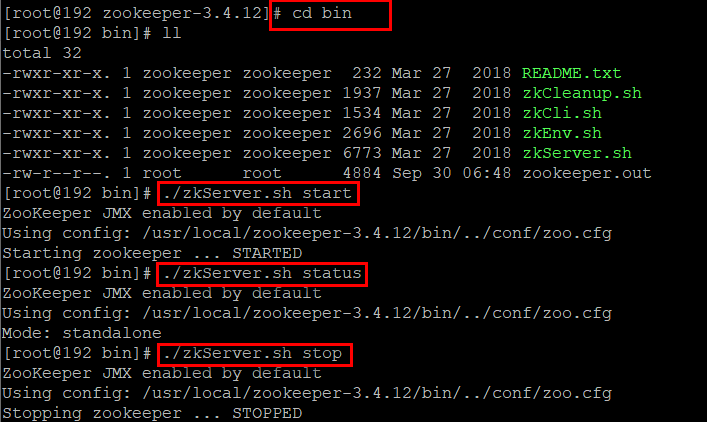 [root@192 zookeeper-3.4.12]# cd bin
[root@192 bin]# ll
total 32
-rwxr-xr-x. 1 zookeeper zookeeper  232 Mar 27  2018 README.txt
-rwxr-xr-x. 1 zookeeper zookeeper 1937 Mar 27  2018 zkCleanup.sh
-rwxr-xr-x. 1 zookeeper zookeeper 1534 Mar 27  2018 zkCli.sh
-rwxr-xr-x. 1 zookeeper zookeeper 2696 Mar 27  2018 zkEnv.sh
-rwxr-xr-x. 1 zookeeper zookeeper 6773 Mar 27  2018 zkServer.sh
-rw-r--r--. 1 root      root      4884 Sep 30 06:48 zookeeper.out
[root@192 bin]# ./zkServer.sh start
ZooKeeper JMX enabled by default
Using config: /usr/local/zookeeper-3.4.12/bin/../conf/zoo.cfg
Starting zookeeper ... STARTED
[root@192 bin]# ./zkServer.sh status
ZooKeeper JMX enabled by default
Using config: /usr/local/zookeeper-3.4.12/bin/../conf/zoo.cfg
Mode: standalone
[root@192 bin]# ./zkServer.sh stop
ZooKeeper JMX enabled by default
Using config: /usr/local/zookeeper-3.4.12/bin/../conf/zoo.cfg
Stopping zookeeper ... STOPPED